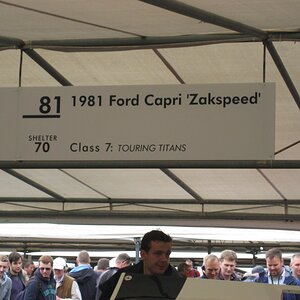 81 1981 Ford Capri 'Zakspeed'
SHELTER
70 Class 7: TOURING TITANS